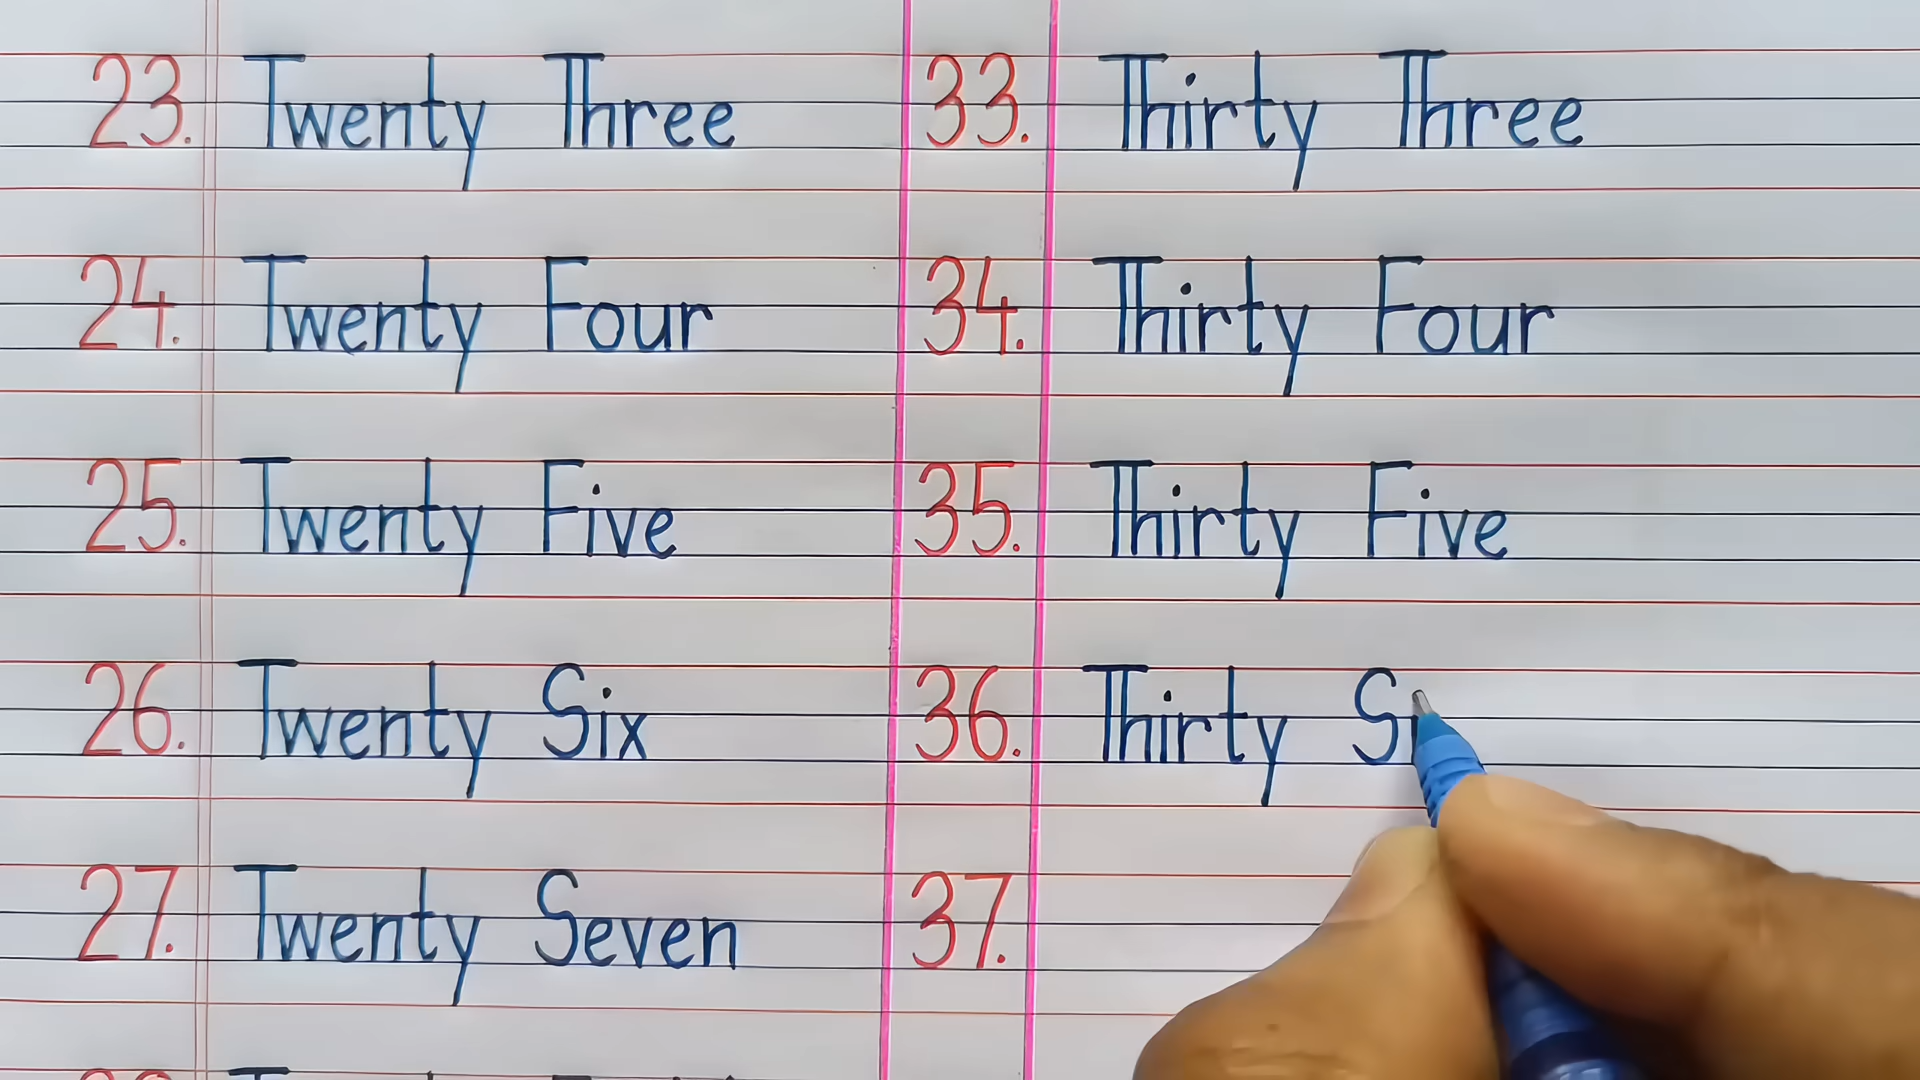 23. Twenty Three 33. Thirty Three
24. Twenty Four 34. Thirty Four
25. Twenty Five 35. Thirty Five
26. Twenty Six 36. Thirty Si
27. Twenty Seven 37.